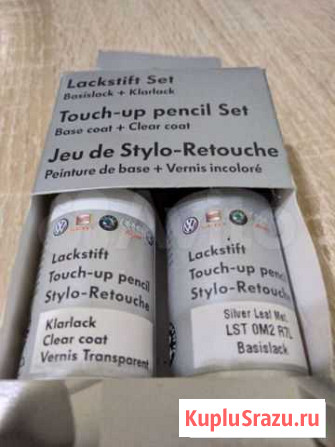 Lackstift Set
Basislack + Klarlack
Touch-up pencil Set
Base coat + Clear coat
Jeu de Stylo-Retouche
Peinture de base + Vernis incoloré
Lackstift
Touch-up pencil
Stylo-Retouche
Klarlack
Clear coat
Vernis Transparent
Lackstift
Touch-up pencil
Stylo-Retouche
Silver Leaf Met.
LST 0M2 R7L
Basislack
KupluSrazu.ru